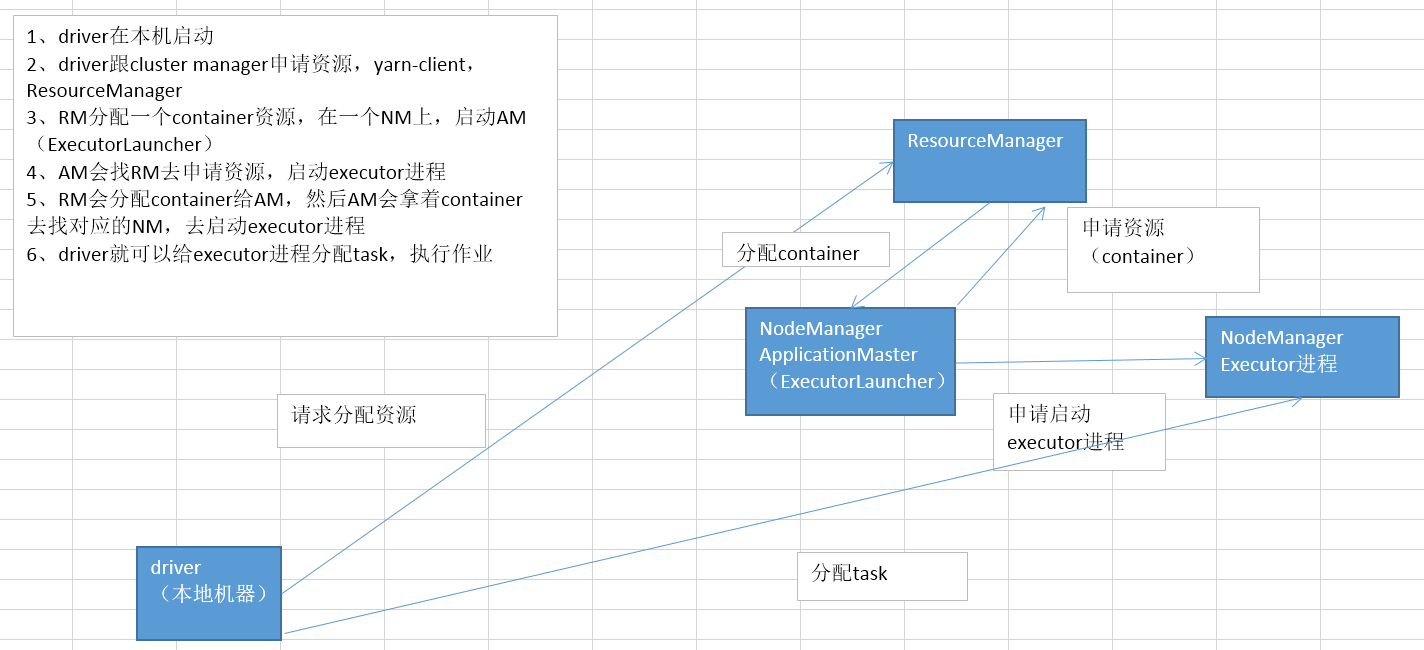 1、driver在本机启动
2、driver跟cluster manager申请资源，yarn-client，
ResourceManager
3、RM分配一个container资源，在一个NM上，启动AM
（ExecutorLauncher）
4、AM会找RM去申请资源，启动executor进程
5、RM会分配container给AM，然后AM会拿着container
去找对应的NM，去启动executor进程
6、driver就可以给executor进程分配task，执行作业
ResourceManager
申请资源
（container）
分配container
NodeManager
ApplicationMaster
（ExecutorLauncher）
NodeManager
Executor进程
请求分配资源
申请启动
executor进程
driver
（本地机器）
分配task